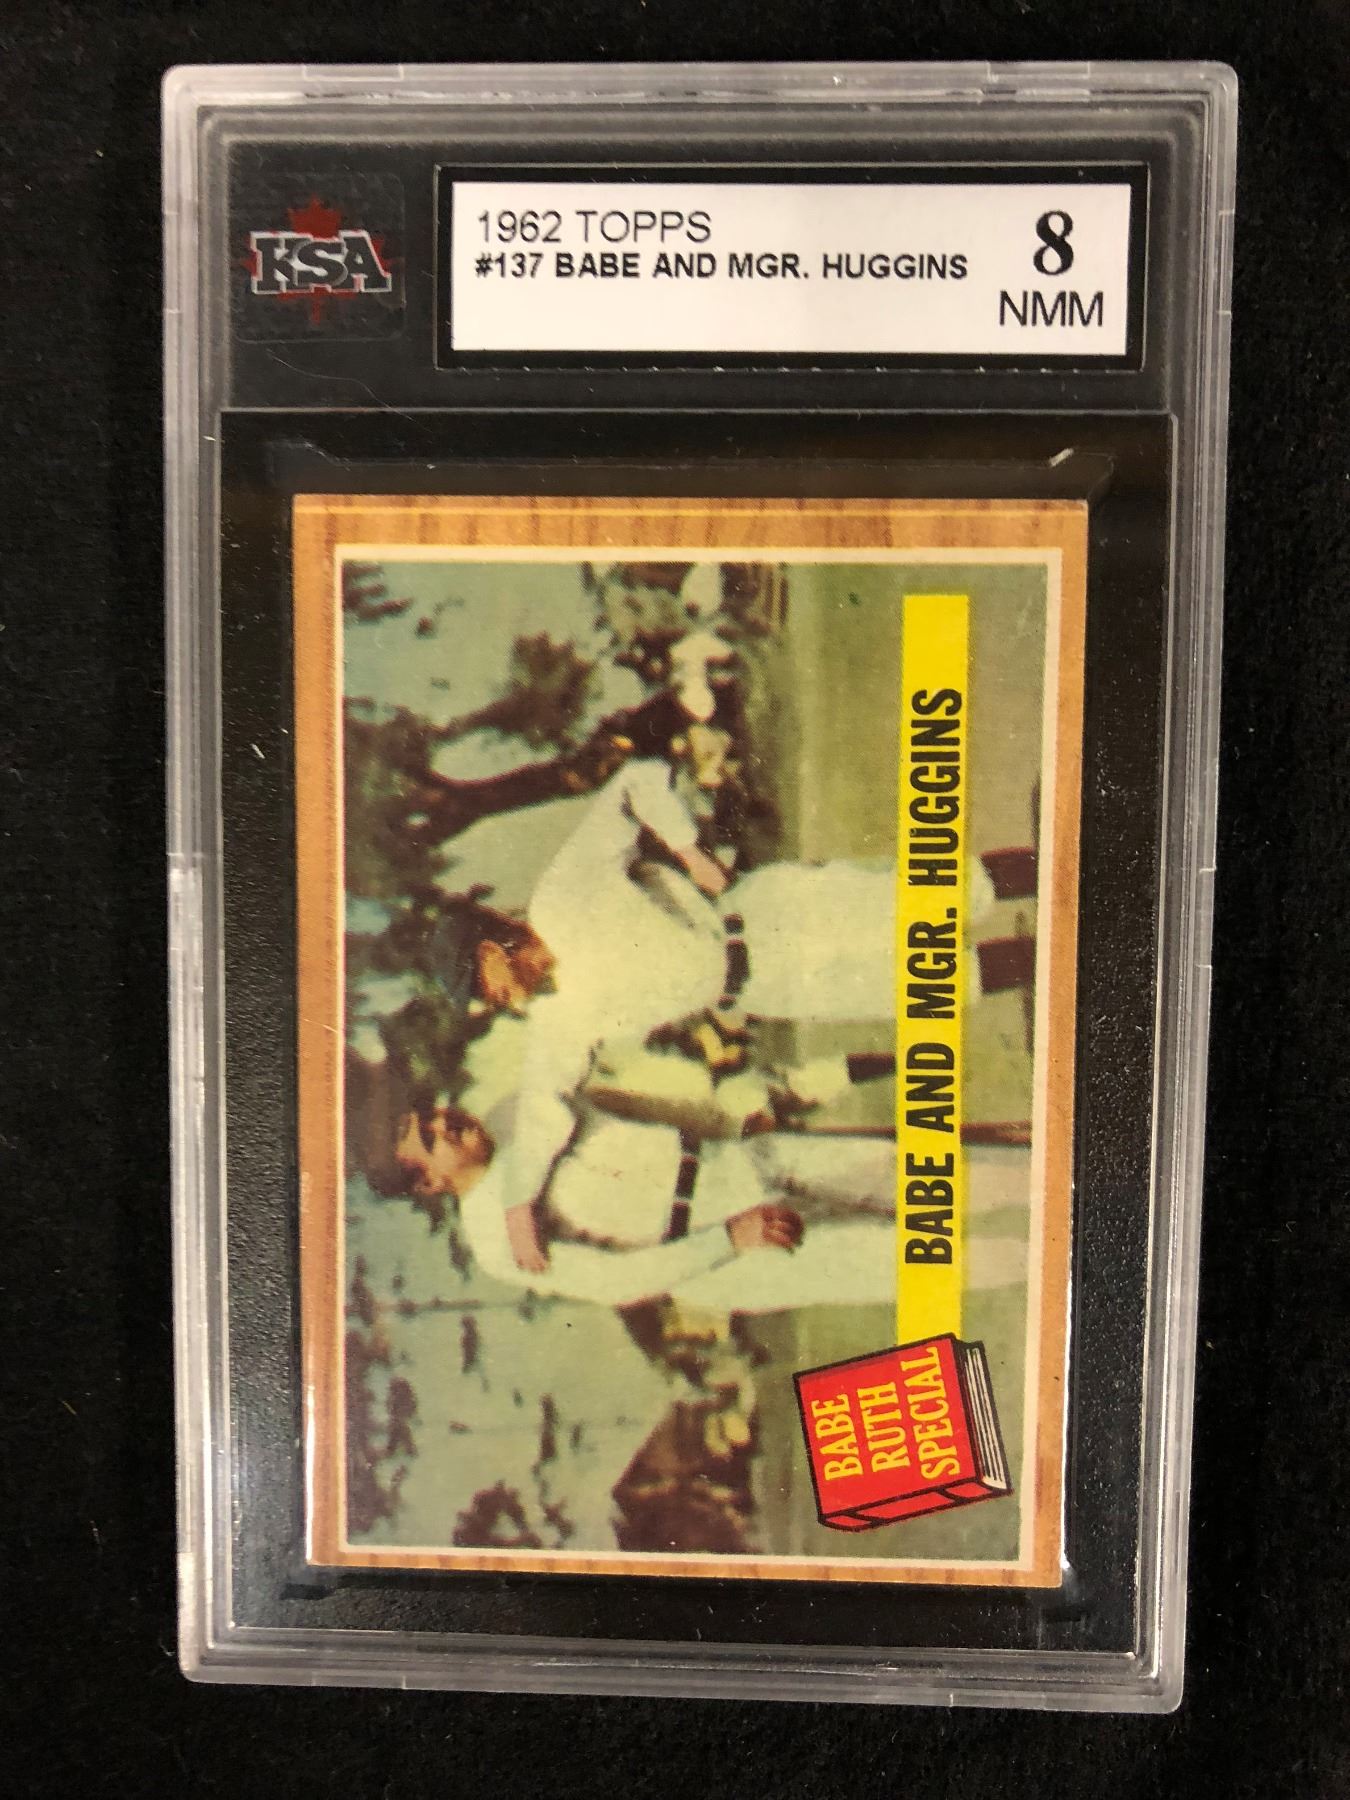 KSA
1962 TOPPS
#137 BABE AND MGR. HUGGINS
8
NMM
BABE AND MGR. HUGGINS
BABE
RUTH
SPECIAL